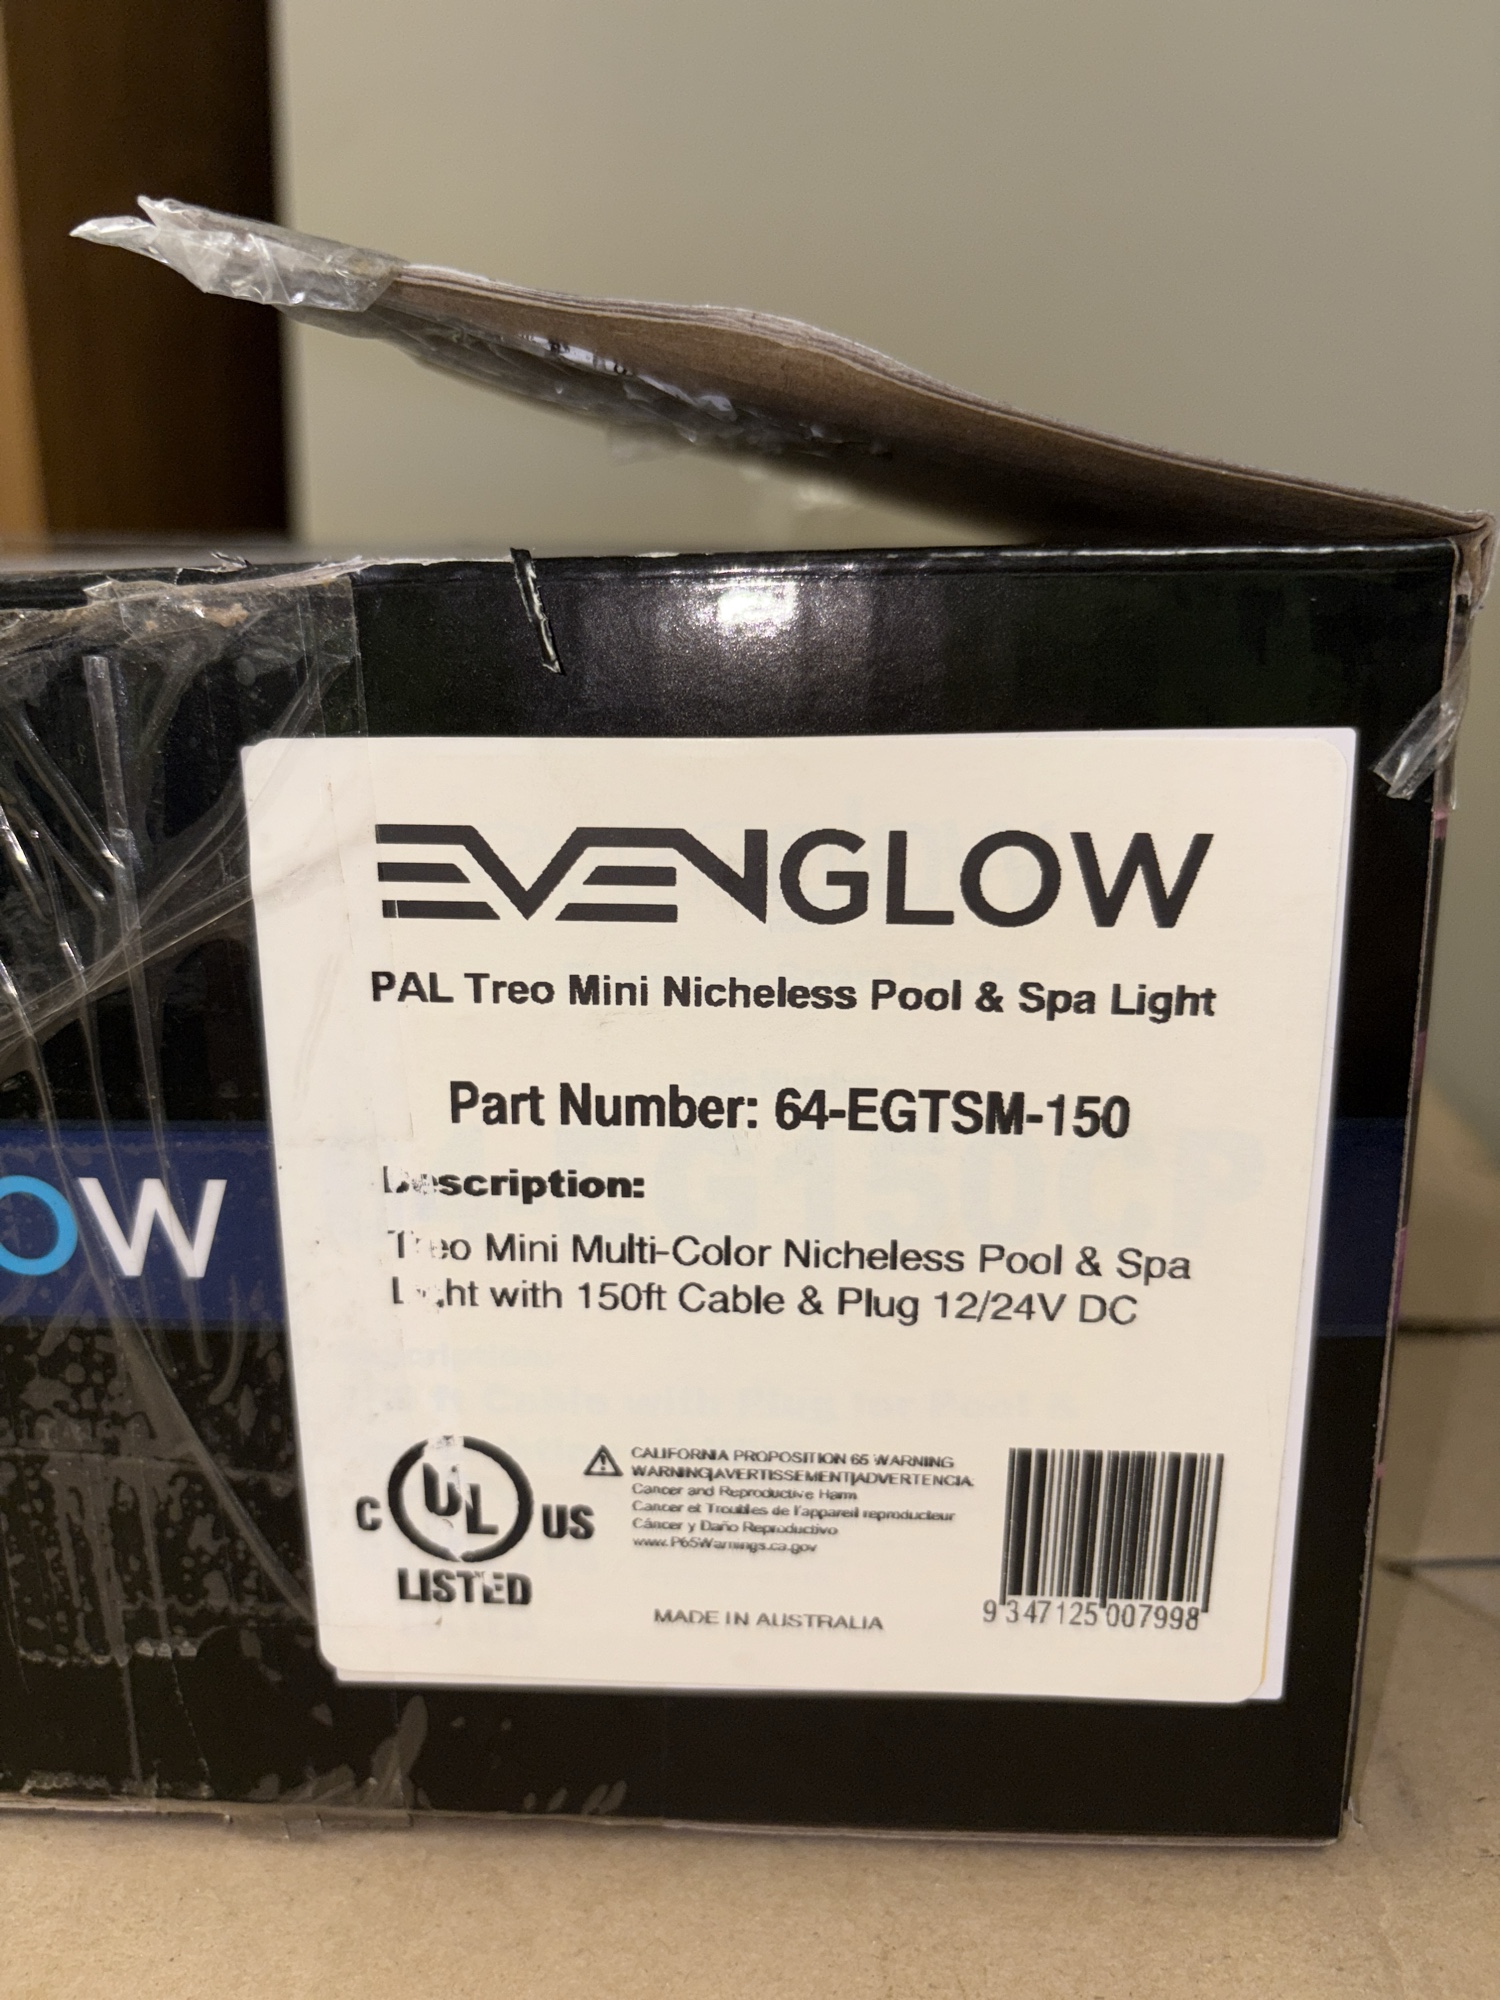 EVENGLOW
PAL Treo Mini Nicheless Pool & Spa Light
Part Number: 64-EGTSM-150
Description:
OW
Treo Mini Multi-Color Nicheless Pool & Spa
Light with 150ft Cable & Plug 12/24V DC
C UL US
LISTED
CALIFORNIA PROPOSITION 65 WARNING
WARNING|AVERTISSEMENT|ADVERTENCIA
Cancer and Reproductive Harm
Cancer et Troubles de l'appareil reproducteur
Cáncer y Daño Reproductivo
www.P65Warnings.ca.gov
MADE IN AUSTRALIA
9 347125 007998